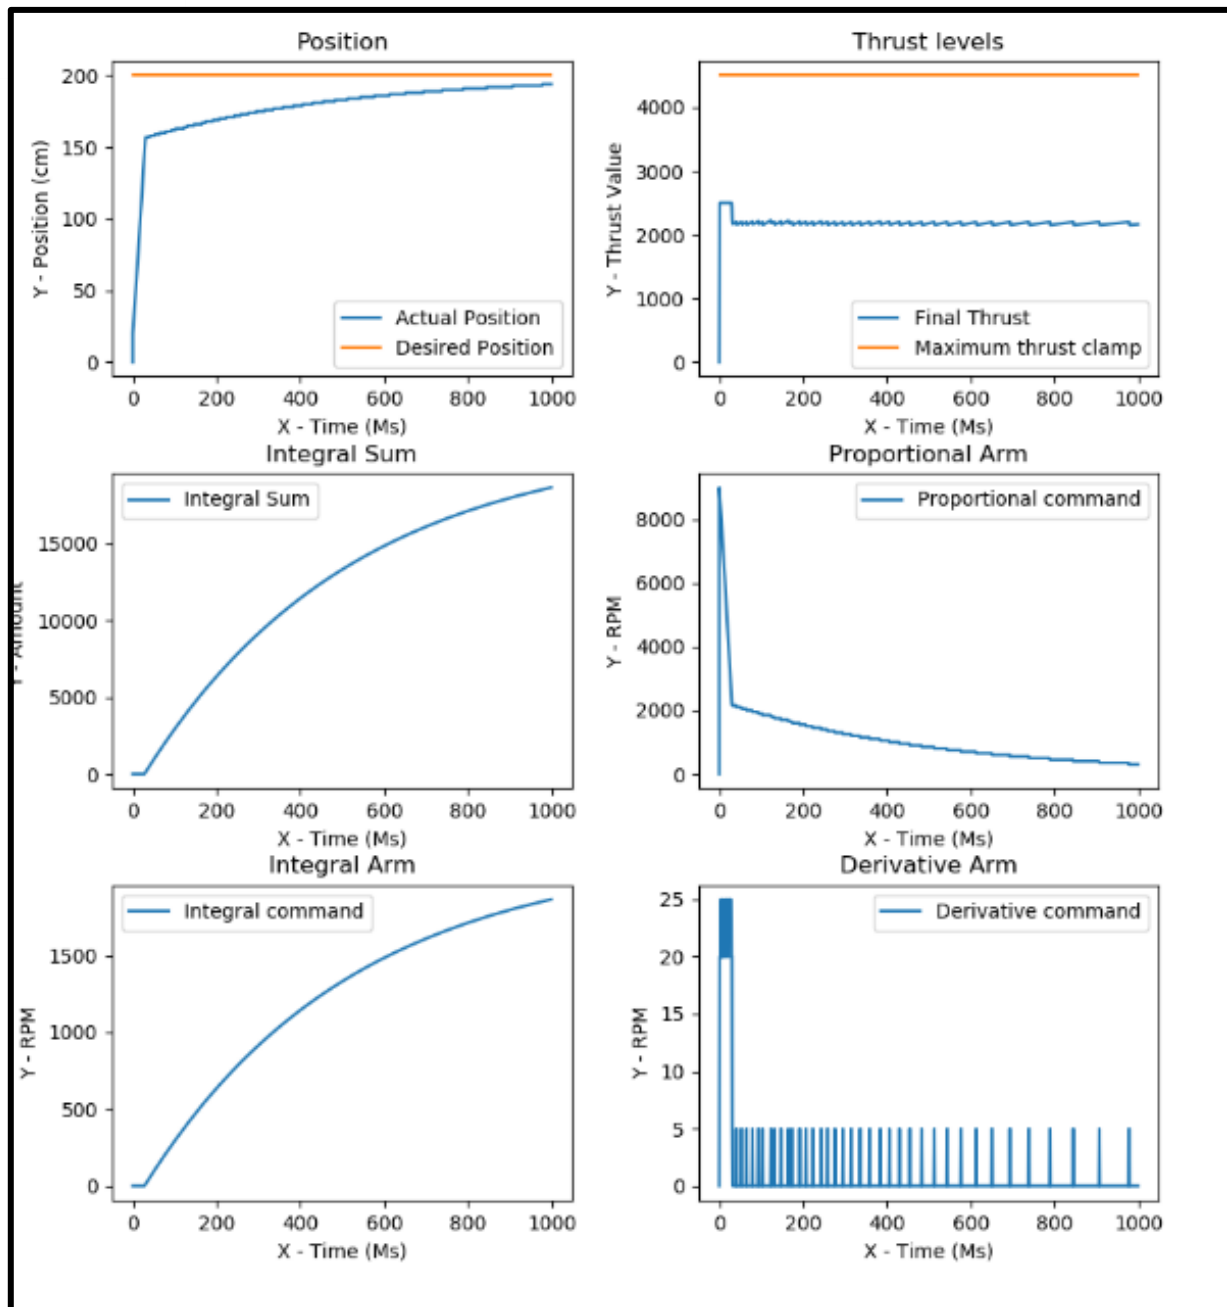 Position
200
150
100
50
0
Y - Position (cm)
Actual Position
Desired Position
0 200 400 600 800 1000
X - Time (Ms)
Thrust levels
4000
3000
2000
1000
0
Y - Thrust Value
Final Thrust
Maximum thrust clamp
0 200 400 600 800 1000
X - Time (Ms)
Integral Sum
Integral Sum
15000
10000
5000
0
Y - Amount
0 200 400 600 800 1000
X - Time (Ms)
Proportional Arm
Proportional command
8000
6000
4000
2000
0
Y - RPM
0 200 400 600 800 1000
X - Time (Ms)
Integral Arm
Integral command
1500
1000
500
0
Y - RPM
0 200 400 600 800 1000
X - Time (Ms)
Derivative Arm
Derivative command
25
20
15
10
5
0
Y - RPM
0 200 400 600 800 1000
X - Time (Ms)